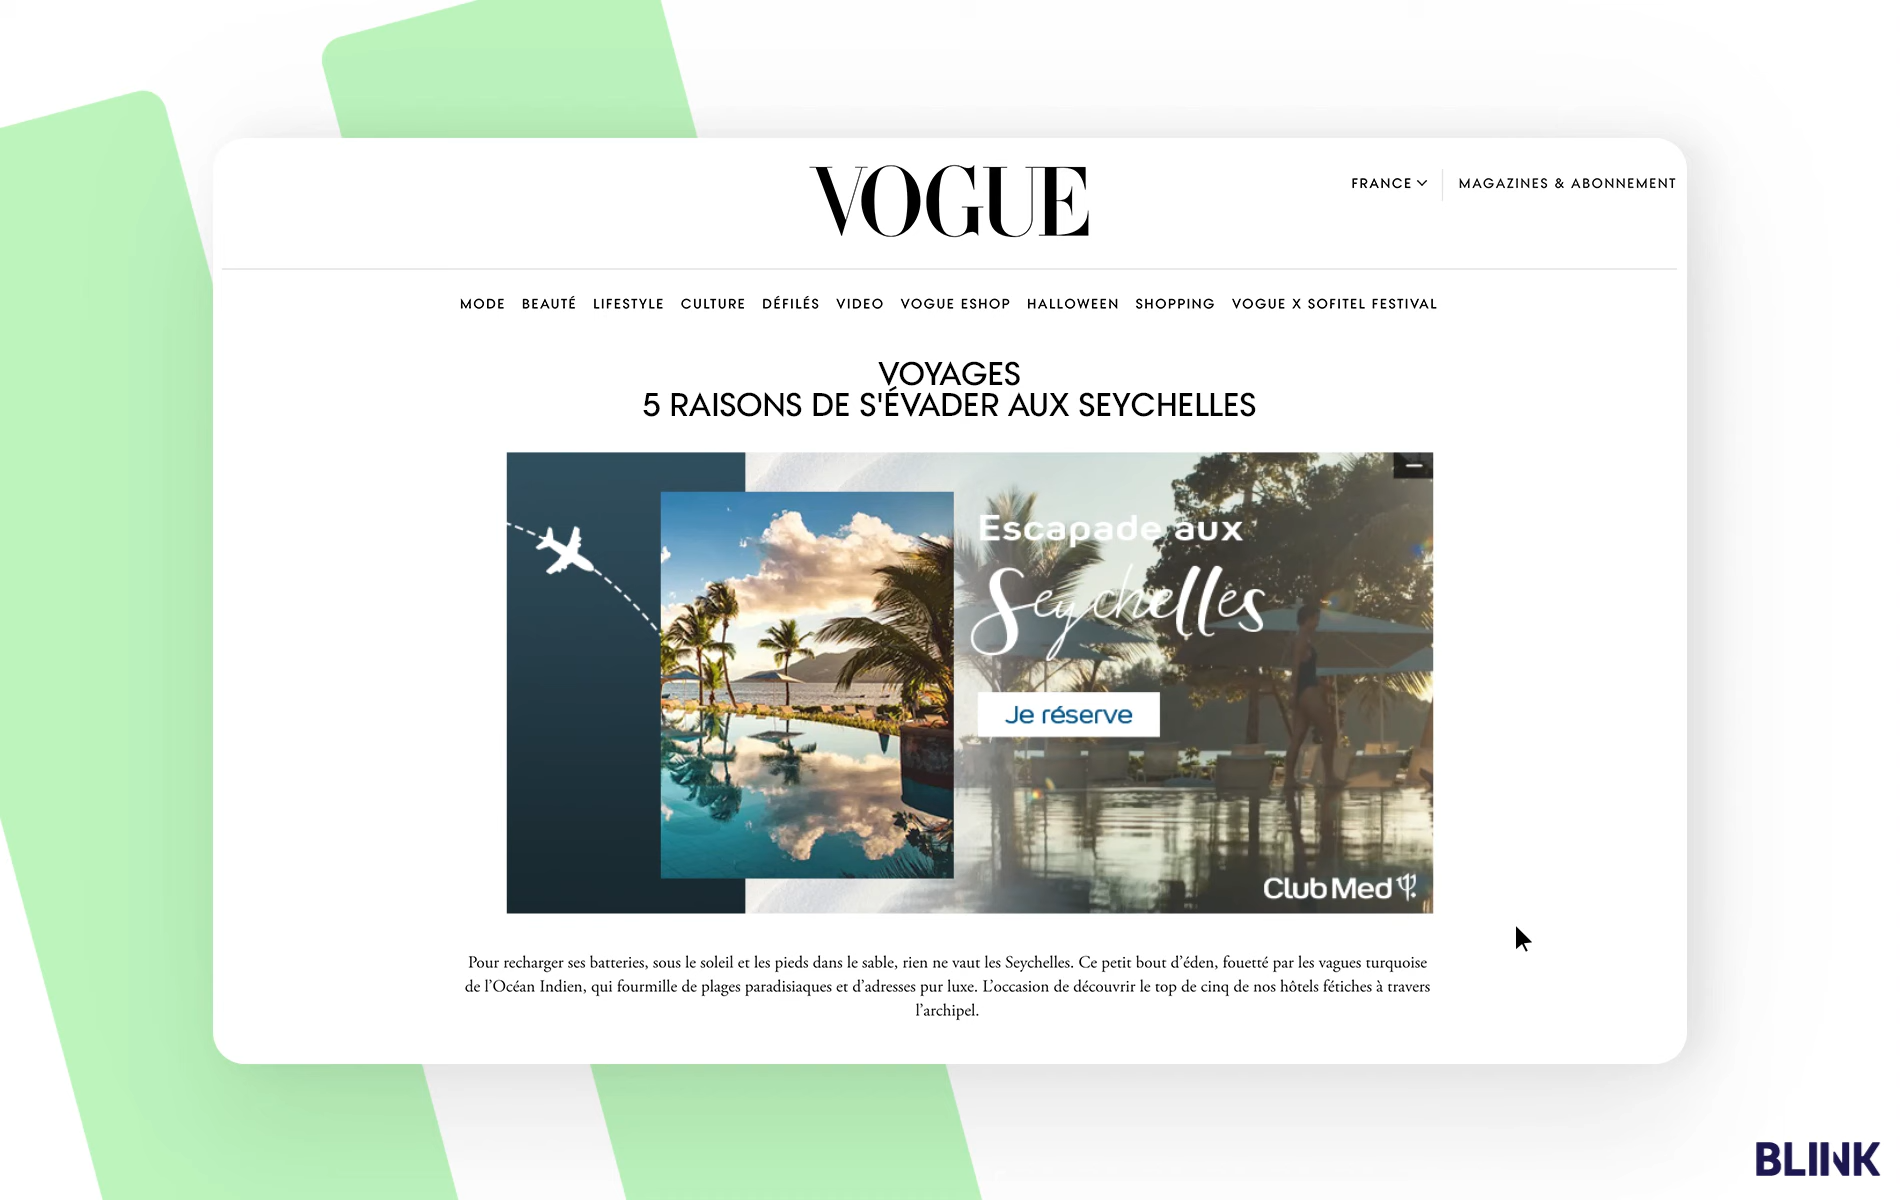 VOGUE
FRANCE
MAGAZINES & ABONNEMENT
MODE BEAUTÉ LIFESTYLE CULTURE DÉFILÉS VIDEO VOGUE ESHOP HALLOWEEN SHOPPING VOGUE X SOFITEL FESTIVAL
VOYAGES
5 RAISONS DE S'ÉVADER AUX SEYCHELLES
Escapade aux
Seychelles
Je réserve
Club Med
Pour recharger ses batteries, sous le soleil et les pieds dans le sable, rien ne vaut les Seychelles. Ce petit bout d’éden, fouetté par les vagues turquoise
de l’Océan Indien, qui fourmille de plages paradisiaques et d’adresses pur luxe. L’occasion de découvrir le top de cinq de nos hôtels fétiches à travers
l’archipel.
BLIINK